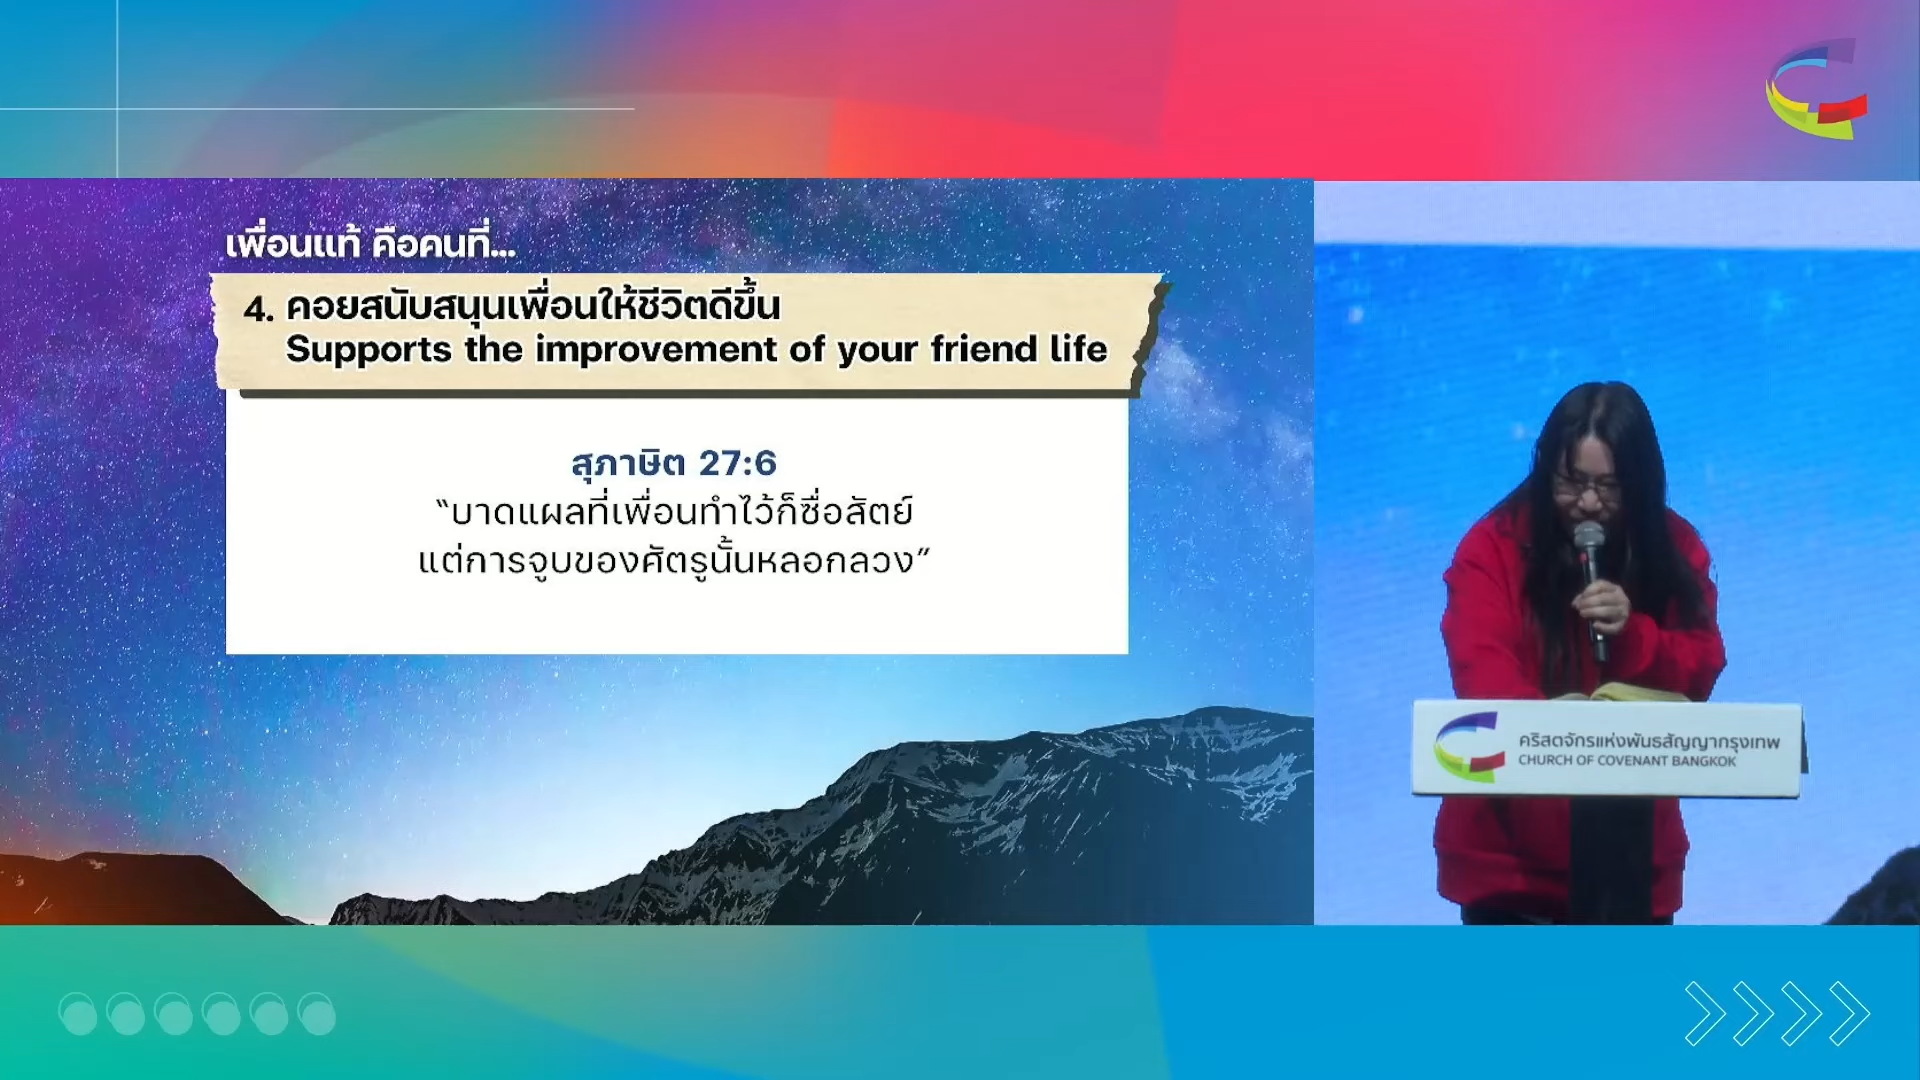 เพื่อนแท้ คือคนที่...
4. คอยสนับสนุนเพื่อนให้ชีวิตดีขึ้น
Supports the improvement of your friend life
สุภาษิต 27:6
“บาดแผลที่เพื่อนทำไว้ก็ซื่อสัตย์
แต่การจูบของศัตรูนั้นหลอกลวง”
คริสตจักรแห่งพันธสัญญากรุงเทพ
CHURCH OF COVENANT BANGKOK